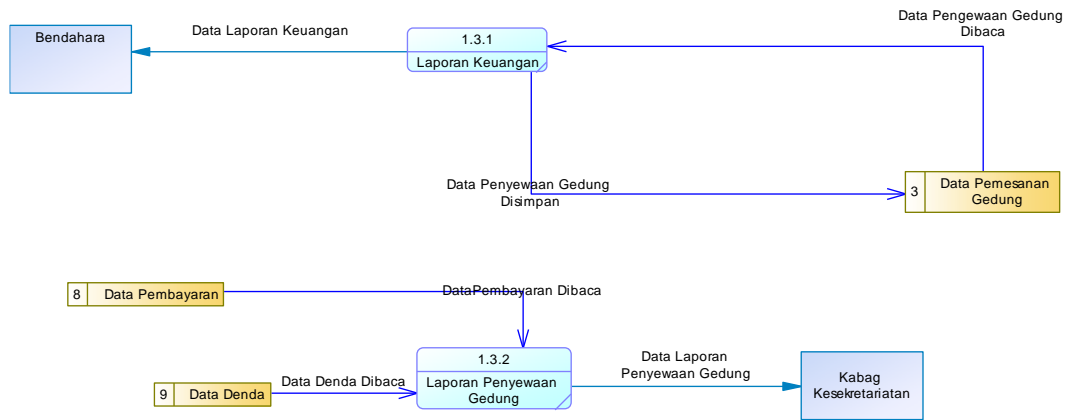 Bendahara
Data Laporan Keuangan
1.3.1
Laporan Keuangan
Data Pengewaan Gedung
Dibaca
Data Penyewaan Gedung
Disimpan
3
Data Pemesanan
Gedung
8
Data Pembayaran
DataPembayaran Dibaca
1.3.2
Laporan Penyewaan
Gedung
9
Data Denda
Data Denda Dibaca
Data Laporan
Penyewaan Gedung
Kabag
Kesekretariatan